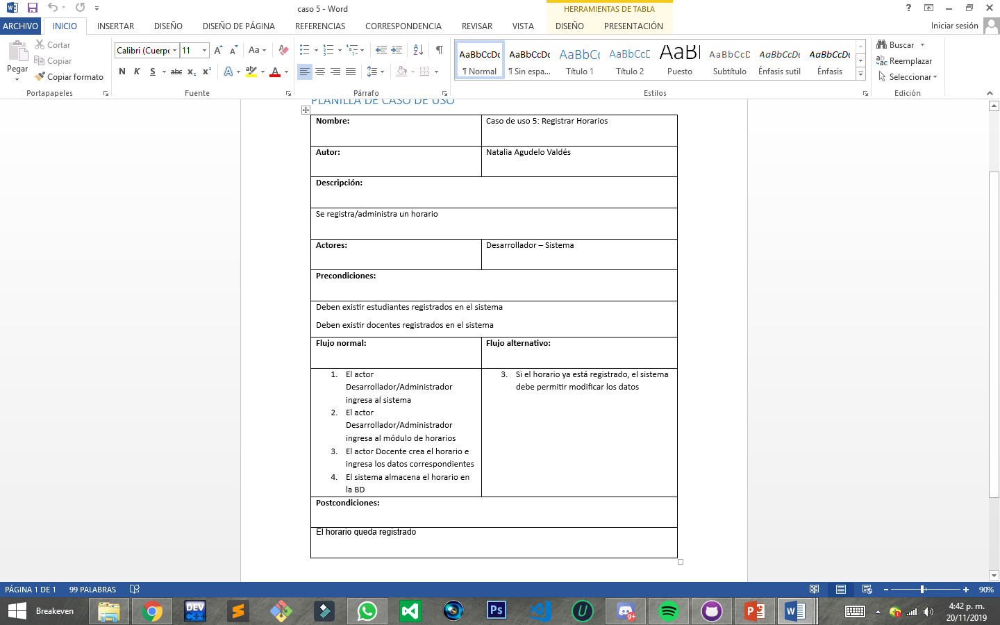 caso 5 - Word
HERRAMIENTAS DE TABLA
ARCHIVO INICIO INSERTAR DISEÑO DISEÑO DE PÁGINA REFERENCIAS CORRESPONDENCIA REVISAR VISTA DISEÑO PRESENTACIÓN Iniciar sesión
Pegar
Cortar
Copiar
Copiar formato
Portapapeles
Calibri (Cuerpo 11
N K S abc x₂ x²
Fuente
Párrafo
AaBbCcDc AaBbCcDc AaBbCc AaBbCcD AaB AaBbCcD AaBbCcDc AaBbCcDc
¶ Normal ¶ Sin espa... Título 1 Título 2 Puesto Subtítulo Énfasis sutil Énfasis
Estilos
Buscar
Reemplazar
Seleccionar
Edición
PLANILLA DE CASO DE USO
Nombre: Caso de uso 5: Registrar Horarios
Autor: Natalia Agudelo Valdés
Descripción:
Se registra/administra un horario
Actores: Desarrollador – Sistema
Precondiciones:
Deben existir estudiantes registrados en el sistema
Deben existir docentes registrados en el sistema
Flujo normal: Flujo alternativo:
1. El actor
Desarrollador/Administrador
ingresa al sistema
2. El actor
Desarrollador/Administrador
ingresa al módulo de horarios
3. El actor Docente crea el horario e
ingresa los datos correspondientes
4. El sistema almacena el horario en
la BD
3. Si el horario ya está registrado, el sistema
debe permitir modificar los datos
Postcondiciones:
El horario queda registrado
PÁGINA 1 DE 1 99 PALABRAS 90%
Breakeven
DEV C++
Ps
9+
4:42 p. m.
20/11/2019